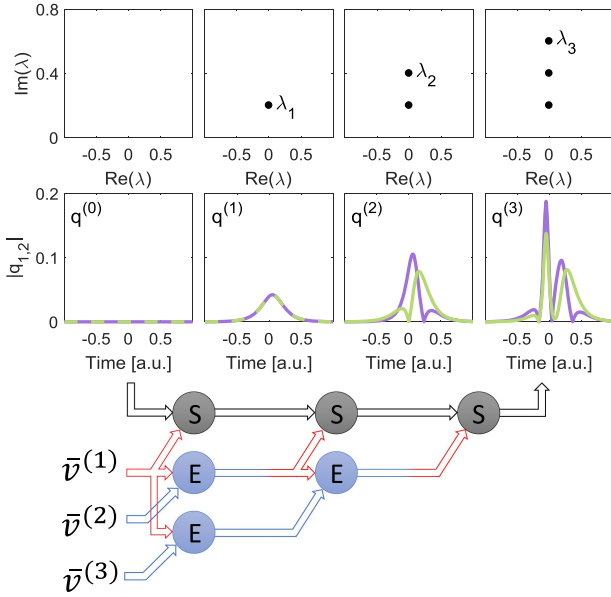 0.8
0.4
0
Im(λ)
λ₁
λ₂
λ₃
-0.5 0 0.5
-0.5 0 0.5
-0.5 0 0.5
-0.5 0 0.5
Re(λ)
Re(λ)
Re(λ)
Re(λ)
0.2
0.1
0
|q₁,₂|
q⁽⁰⁾
q⁽¹⁾
q⁽²⁾
q⁽³⁾
-0.5 0 0.5
-0.5 0 0.5
-0.5 0 0.5
-0.5 0 0.5
Time [a.u.]
Time [a.u.]
Time [a.u.]
Time [a.u.]
S S S
v̄⁽¹⁾
E E
v̄⁽²⁾
E
v̄⁽³⁾